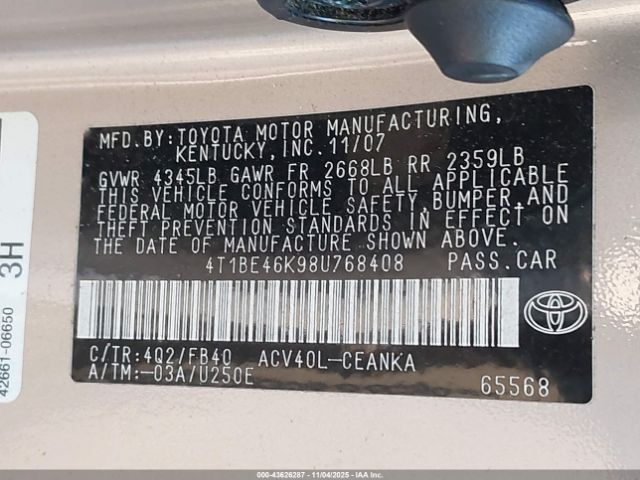 MFD.BY:TOYOTA MOTOR MANUFACTURING,
KENTUCKY, INC. 11/07
GVWR 4345LB GAWR FR 2668LB RR 2359LB
THIS VEHICLE CONFORMS TO ALL APPLICABLE
FEDERAL MOTOR VEHICLE SAFETY, BUMPER, AND
THEFT PREVENTION STANDARDS IN EFFECT ON
THE DATE OF MANUFACTURE SHOWN ABOVE.
4T1BE46K98U768408 PASS.CAR
C/TR:4Q2/FB40 ACV40L-CEANKA
A/TM:-03A/U250E 65568
42661-06650
3H
000-43626287 - 11/04/2025 - IAAI.COM